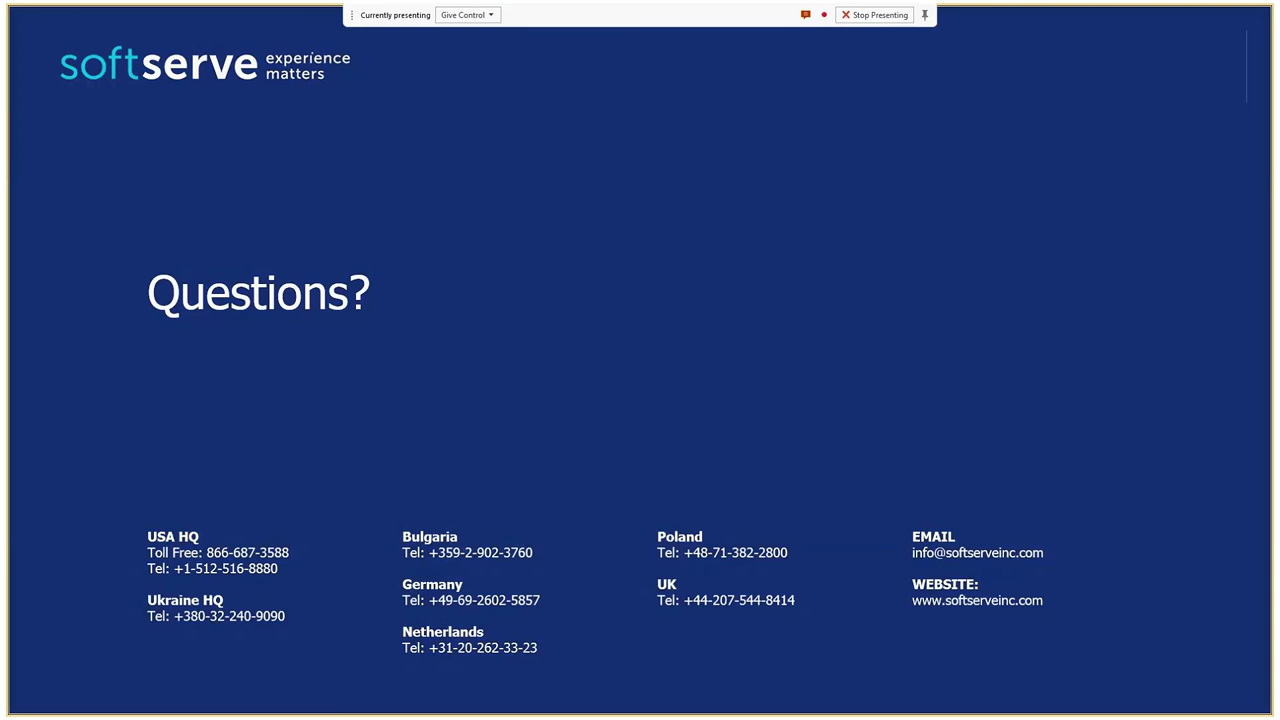 Currently presenting Give Control Stop Presenting
softserve experience
matters
Questions?
USA HQ
Toll Free: 866-687-3588
Tel: +1-512-516-8880
Ukraine HQ
Tel: +380-32-240-9090
Bulgaria
Tel: +359-2-902-3760
Germany
Tel: +49-69-2602-5857
Netherlands
Tel: +31-20-262-33-23
Poland
Tel: +48-71-382-2800
UK
Tel: +44-207-544-8414
EMAIL
info@softserveinc.com
WEBSITE:
www.softserveinc.com